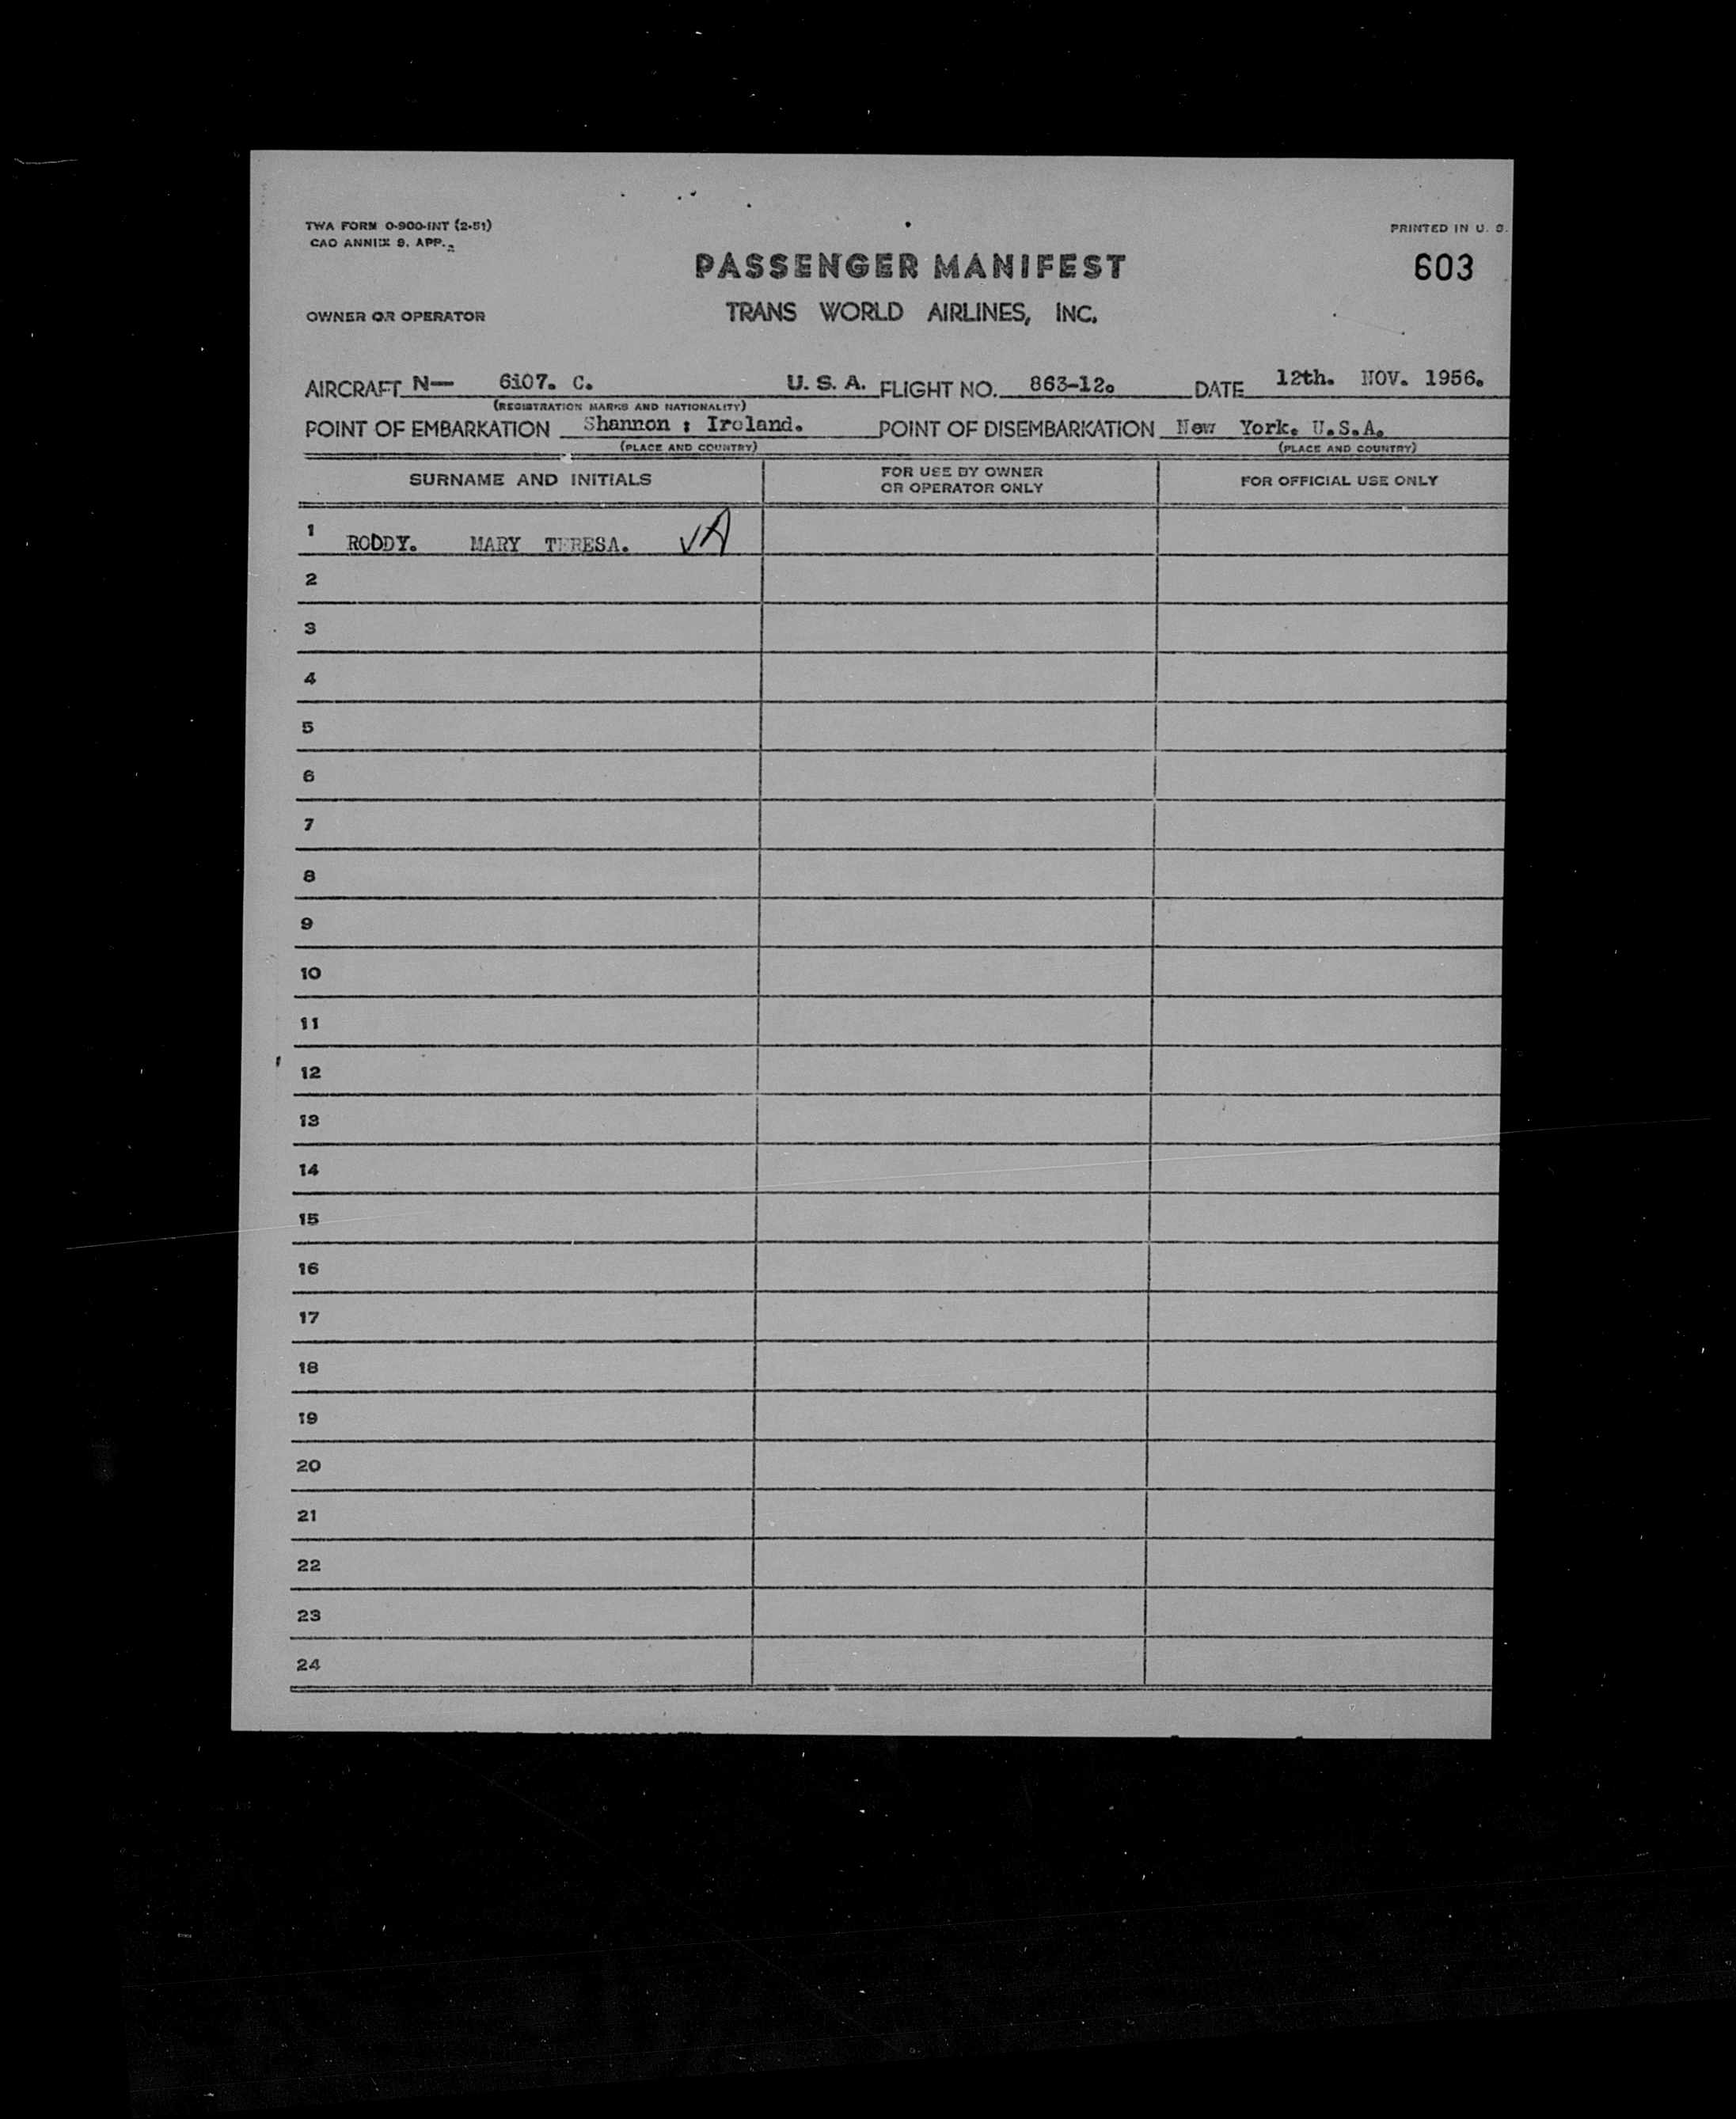 TWA FORM O-900-INT (2-51)
PRINTED IN U. S.
CAO ANNEX 9, APP. 2
PASSENGER MANIFEST
603
OWNER OR OPERATOR
TRANS WORLD AIRLINES, INC.
AIRCRAFT N— 6107. C. U. S. A. FLIGHT NO. 863-12. DATE 12th. NOV. 1956.
(REGISTRATION MARKS AND NATIONALITY)
POINT OF EMBARKATION Shannon : Ireland. POINT OF DISEMBARKATION New York. U.S.A.
(PLACE AND COUNTRY) (PLACE AND COUNTRY)
SURNAME AND INITIALS
FOR USE BY OWNER
OR OPERATOR ONLY
FOR OFFICIAL USE ONLY
1 RODDY. MARY TERESA. √A
2
3
4
5
6
7
8
9
10
11
12
13
14
15
16
17
18
19
20
21
22
23
24